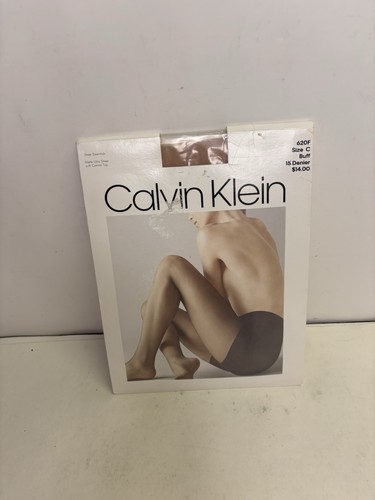 620F
Size C
Buff
15 Denier
$14.00
Calvin Klein